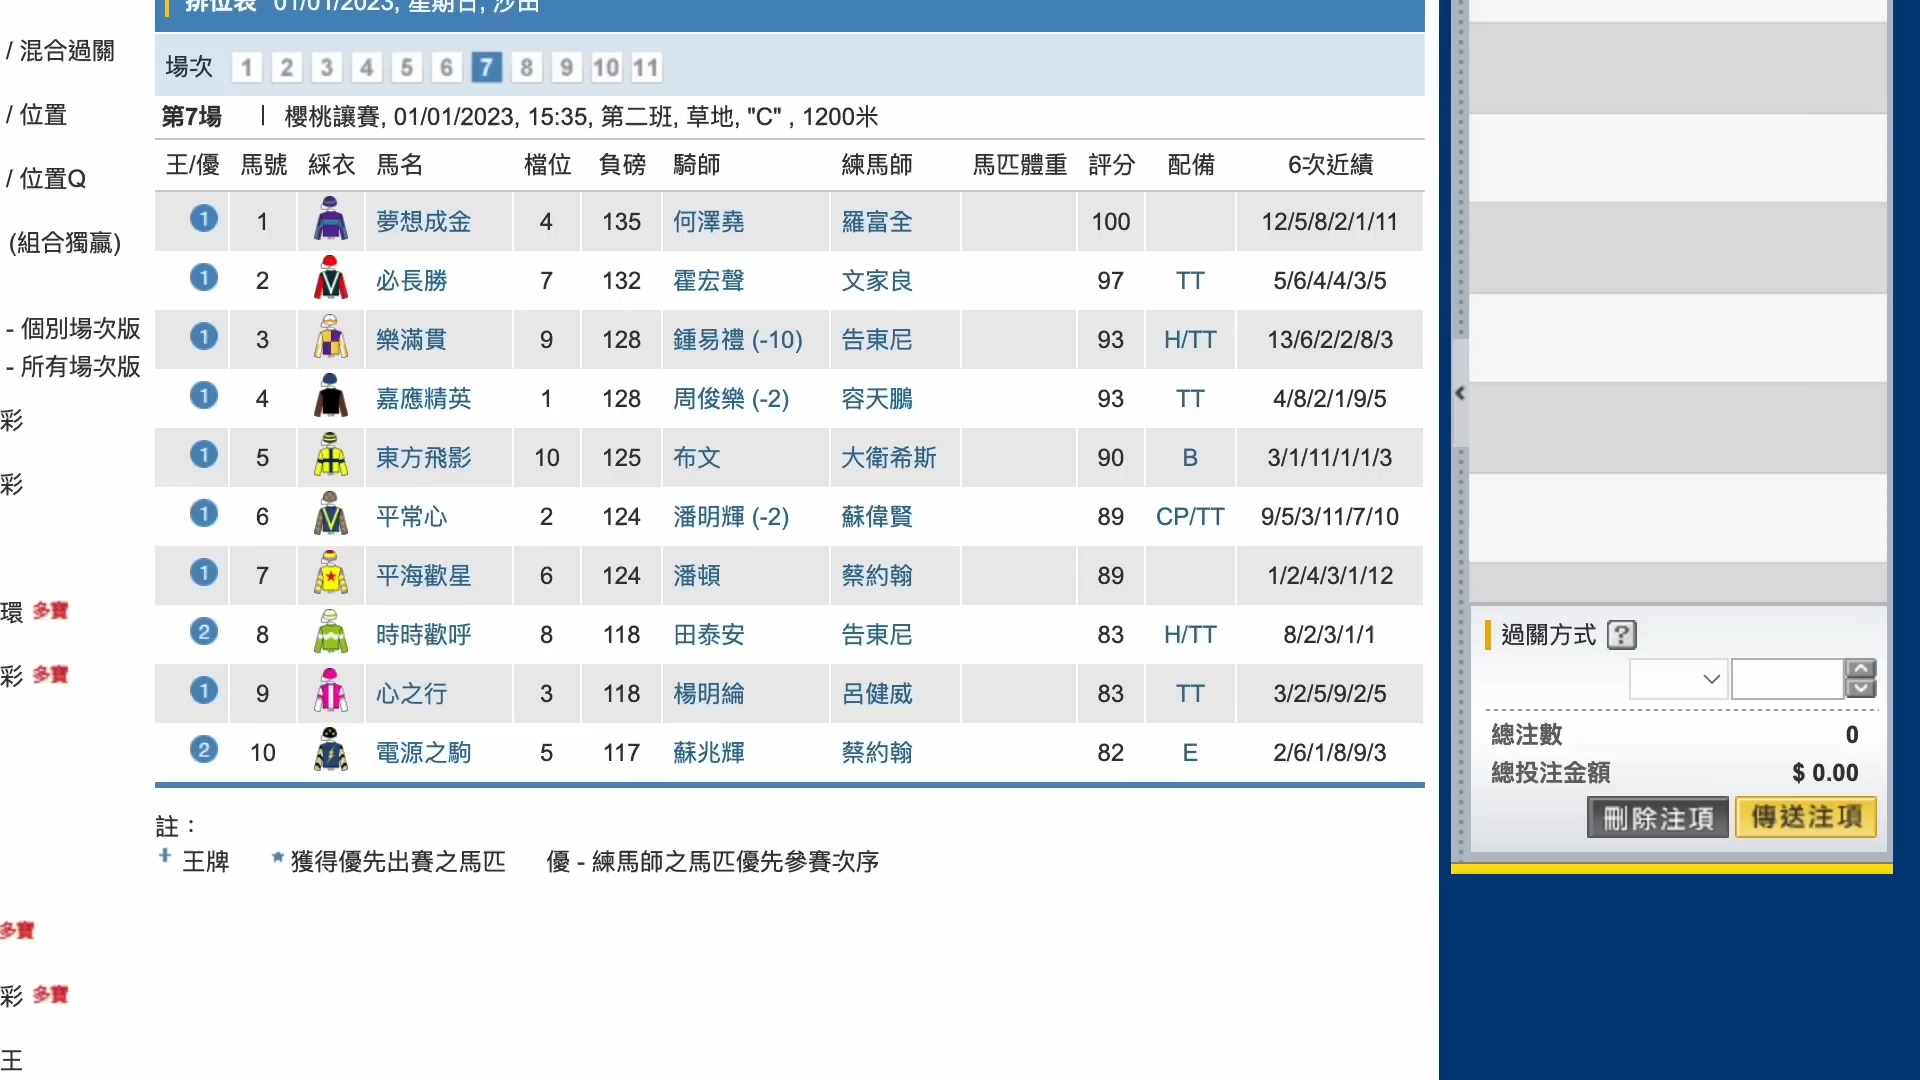 排位表 01/01/2023, 星期日, 沙田
/ 混合過關
/ 位置
/ 位置Q
(組合獨贏)
- 個別場次版
- 所有場次版
彩
彩
環 多寶
彩 多寶
多寶
彩 多寶
王
場次 1 2 3 4 5 6 7 8 9 10 11
第7場 | 櫻桃讓賽, 01/01/2023, 15:35, 第二班, 草地, "C" , 1200米
王/優 馬號 綵衣 馬名 檔位 負磅 騎師 練馬師 馬匹體重 評分 配備 6次近績
1 1 夢想成金 4 135 何澤堯 羅富全 100 12/5/8/2/1/11
1 2 必長勝 7 132 霍宏聲 文家良 97 TT 5/6/4/4/3/5
1 3 樂滿貫 9 128 鍾易禮 (-10) 告東尼 93 H/TT 13/6/2/2/8/3
1 4 嘉應精英 1 128 周俊樂 (-2) 容天鵬 93 TT 4/8/2/1/9/5
1 5 東方飛影 10 125 布文 大衛希斯 90 B 3/1/11/1/1/3
1 6 平常心 2 124 潘明輝 (-2) 蘇偉賢 89 CP/TT 9/5/3/11/7/10
1 7 平海歡星 6 124 潘頓 蔡約翰 89 1/2/4/3/1/12
2 8 時時歡呼 8 118 田泰安 告東尼 83 H/TT 8/2/3/1/1
1 9 心之行 3 118 楊明綸 呂健威 83 TT 3/2/5/9/2/5
2 10 電源之駒 5 117 蘇兆輝 蔡約翰 82 E 2/6/1/8/9/3
註：
+ 王牌 * 獲得優先出賽之馬匹 優 - 練馬師之馬匹優先參賽次序
過關方式 ?
總注數 0
總投注金額 $ 0.00
刪除注項 傳送注項